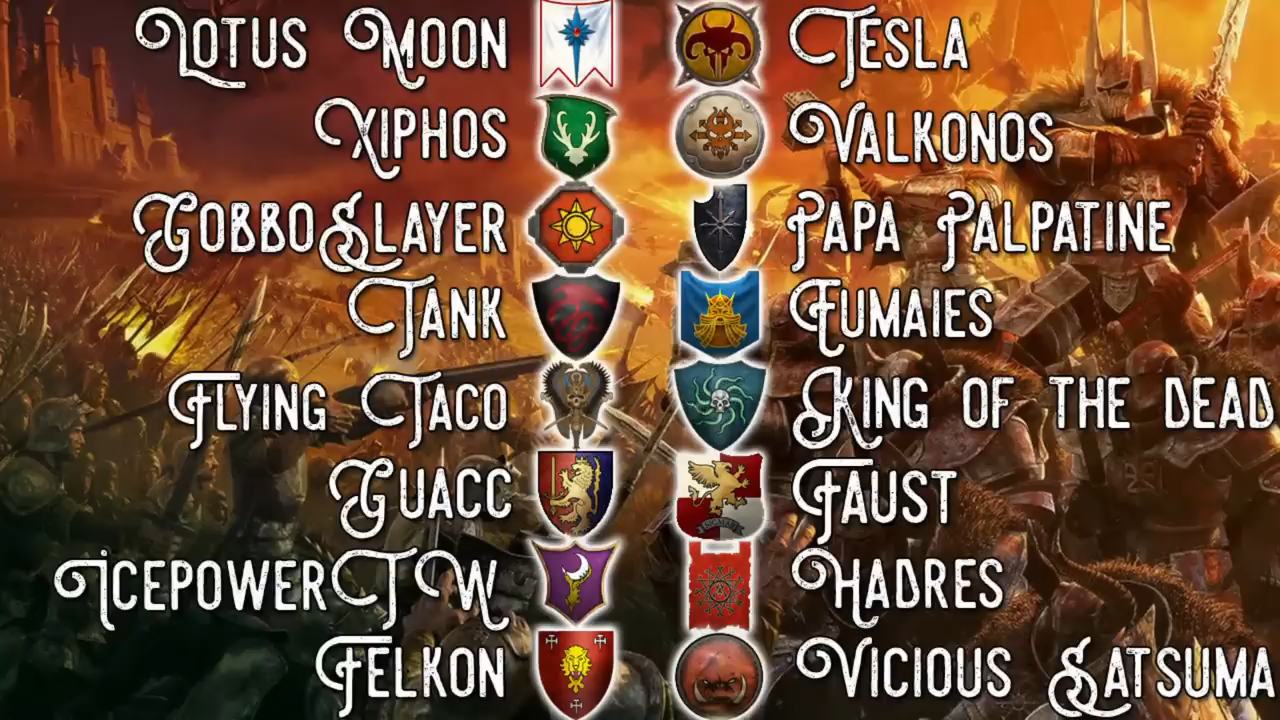 Lotus Moon Tesla
Xiphos Valkonos
GobboSlayer Papa Palpatine
Tank Fumaies
Flying Taco King of the Dead
Guacc Faust
IcepowerTW Hadres
Felkon Vicious Satsuma